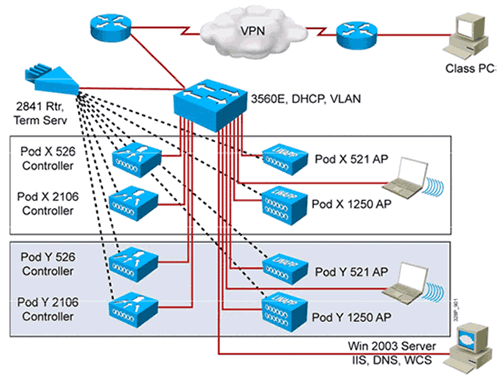 VPN
Class PC
2841 Rtr,
Term Serv
3560E, DHCP, VLAN
Pod X 526
Controller
Pod X 521 AP
Pod X 2106
Controller
Pod X 1250 AP
Pod Y 526
Controller
Pod Y 521 AP
Pod Y 2106
Controller
Pod Y 1250 AP
Win 2003 Server
IIS, DNS, WCS